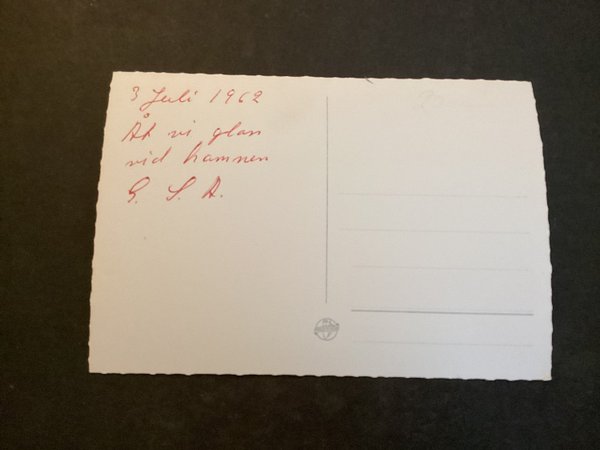 3 Juli 1962
Åt vi glass
vid hamnen
G. S. A.